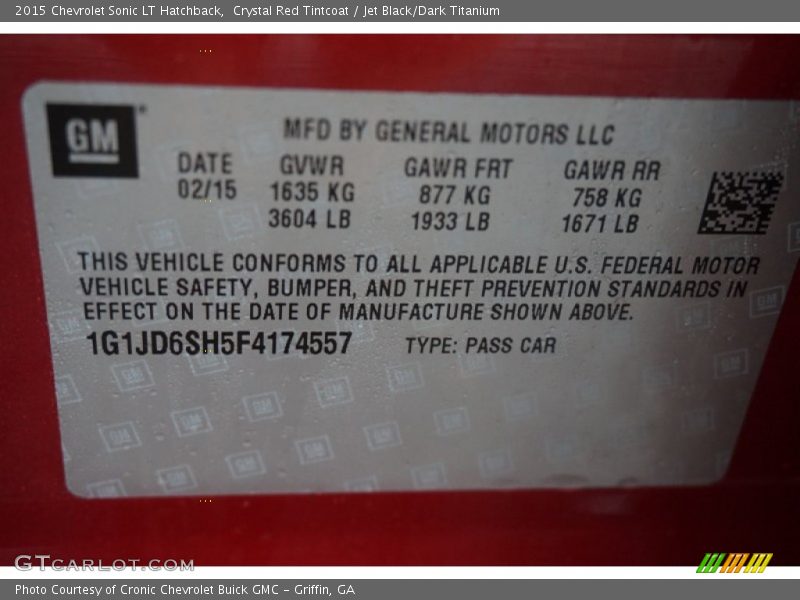 2015 Chevrolet Sonic LT Hatchback,  Crystal Red Tintcoat / Jet Black/Dark Titanium
GM
MFD BY GENERAL MOTORS LLC
DATE GVWR GAWR FRT GAWR RR
02/15 1635 KG 877 KG 758 KG
3604 LB 1933 LB 1671 LB
THIS VEHICLE CONFORMS TO ALL APPLICABLE U.S. FEDERAL MOTOR
VEHICLE SAFETY, BUMPER, AND THEFT PREVENTION STANDARDS IN
EFFECT ON THE DATE OF MANUFACTURE SHOWN ABOVE.
1G1JD6SH5F4174557 TYPE: PASS CAR
GTCARLOT.COM
Photo Courtesy of Cronic Chevrolet Buick GMC – Griffin, GA